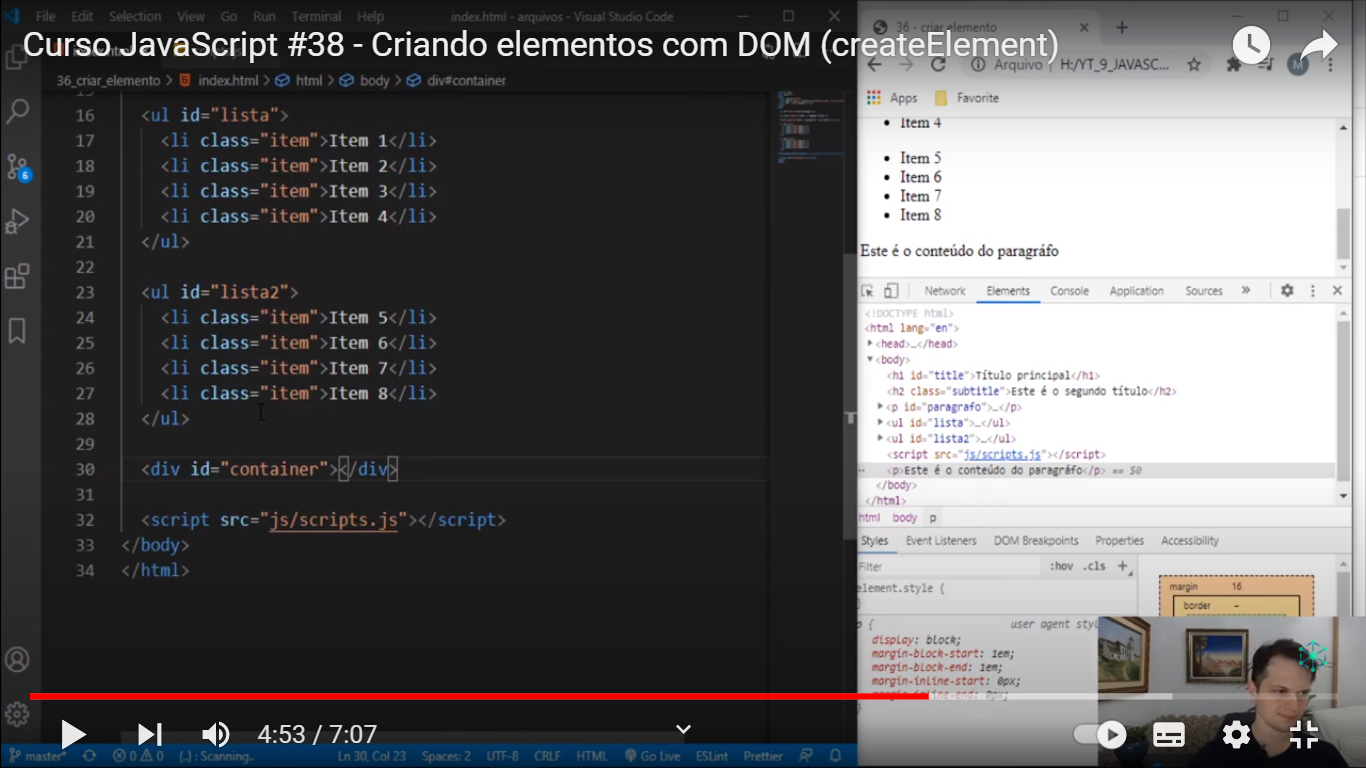 File Edit Selection View Go Run Terminal Help index.html - arquivos - Visual Studio Code
Curso JavaScript #38 - Criando elementos com DOM (createElement)
36_criar_elemento > index.html > html > body > div#container
15
16 <ul id="lista">
17 <li class="item">Item 1</li>
18 <li class="item">Item 2</li>
19 <li class="item">Item 3</li>
20 <li class="item">Item 4</li>
21 </ul>
22
23 <ul id="lista2">
24 <li class="item">Item 5</li>
25 <li class="item">Item 6</li>
26 <li class="item">Item 7</li>
27 <li class="item">Item 8</li>
28 </ul>
29
30 <div id="container"></div>
31
32 <script src="js/scripts.js"></script>
33 </body>
34 </html>
6
4:53 / 7:07
master* 0 0 {..} : Scanning.. Ln 30, Col 23 Spaces: 2 UTF-8 CRLF HTML Go Live ESLint Prettier
36 - criar elemento
Arquivo H:/YT_9_JAVASC... M
Apps Favorite
Item 4
Item 5
Item 6
Item 7
Item 8
Este é o conteúdo do paragráfo
Network Elements Console Application Sources »
<!DOCTYPE html>
<html lang="en">
<head>…</head>
<body>
<h1 id="title">Título principal</h1>
<h2 class="subtitle">Este é o segundo título</h2>
<p id="paragrafo">…</p>
<ul id="lista">…</ul>
<ul id="lista2">…</ul>
<script src="js/scripts.js"></script>
<p>Este é o conteúdo do paragráfo</p> == $0
</body>
</html>
html body p
Styles Event Listeners DOM Breakpoints Properties Accessibility
Filter :hov .cls +
element.style {
}
p { user agent styl
display: block;
margin-block-start: 1em;
margin-block-end: 1em;
margin-inline-start: 0px;
margin-inline-end: 0px;
}
margin 16
border –